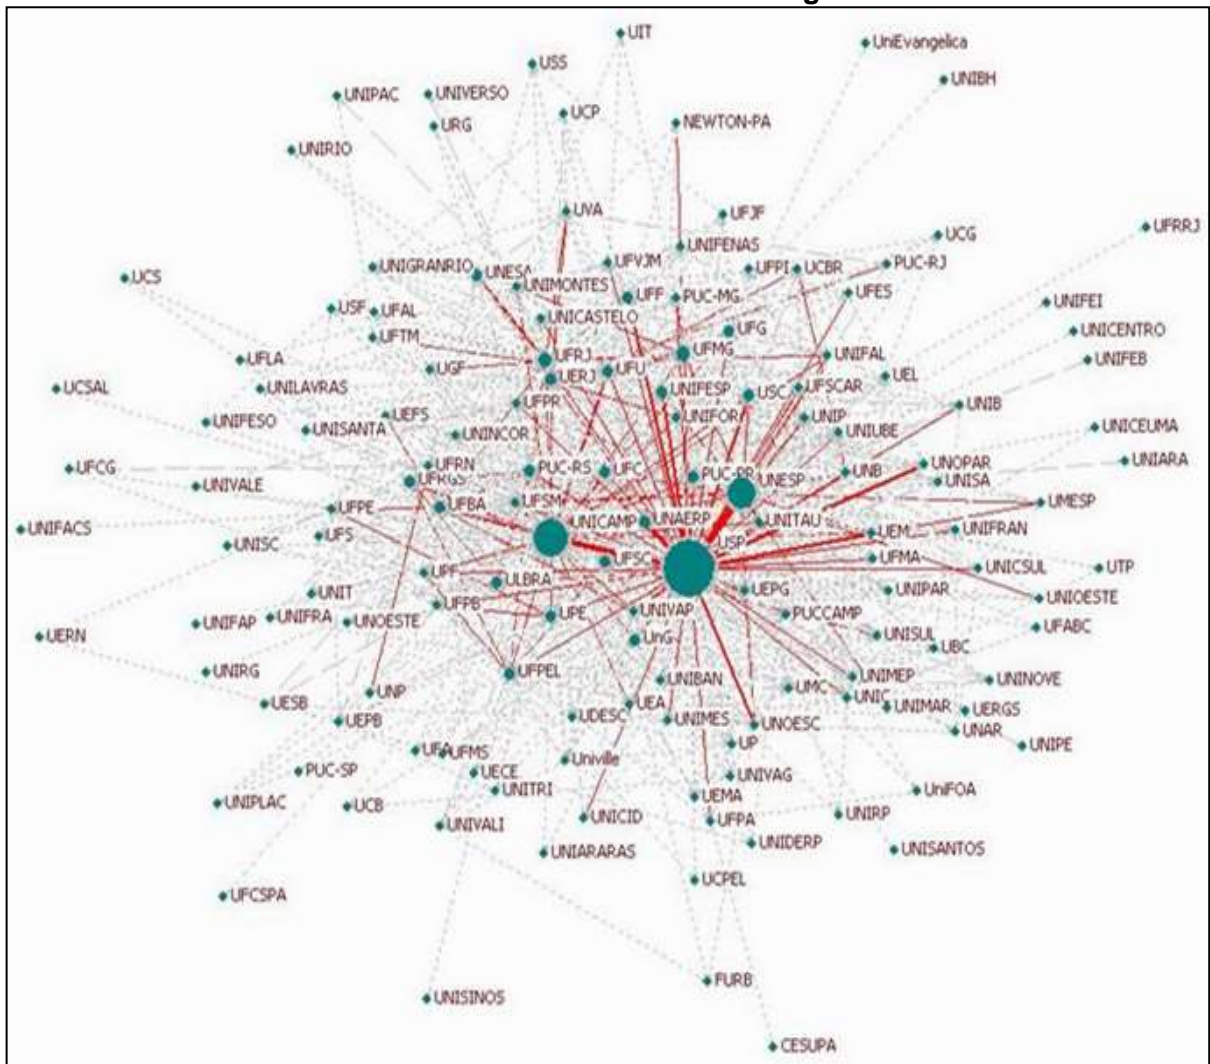 g
UIT
UniEvangelica
USS
UNIBH
UNIPAC
UNIVERSO
UCP
URG
NEWTON-PA
UNIRIO
UVA
UFJF
UFRRJ
UCG
UNIFENAS
UFVJM
PUC-RJ
UNIGRANRIO
UNESA
UFPI
UCBR
UCS
UNIMONTES
UFF
PUC-MG
UFES
UNIFEI
USF
UFAL
UNICASTELO
UFG
UNICENTRO
UFTM
UFRJ
UFMG
UNIFAL
UFLA
UNIFEB
UGF
UERJ
UFU
UEL
UCSAL
UNILAVRAS
UNIFESP
USC
UFSCAR
UFPR
UNIB
UNIFESO
UEFS
UNIFOR
UNIP
UNISANTA
UNINCOR
UNIUBE
UNICEUMA
UFCG
UFRN
PUC-RS
UFC
UNB
UNOPAR
UNIARA
UFRGS
PUC-PR
UNESP
UNISA
UNIVALE
UFPE
UFBA
UFSM
UMESP
UNIFACS
UNICAMP
UNAERP
UNITAU
UNIFRAN
UFS
UEM
UNISC
USP
UFSC
UFMA
UNICSUL
UTP
UPF
ULBRA
UNIT
UEPG
UNIPAR
UNIOESTE
UFPB
UNIFAP
UNIFRA
UNOESTE
UPE
UNIVAP
PUCCAMP
UFABC
UERN
UnG
UNISUL
UBC
UNIRG
UFPEL
UNIBAN
UNIMEP
UNINOVE
UNP
UMC
UNIC
UESB
UEA
UNIMAR
UERGS
UEPB
UDESC
UNIMES
UNOESC
UNAR
UNIPE
UP
UFMS
Univille
PUC-SP
UECE
UNIVAG
UNITRI
UEMA
UniFOA
UNIPLAC
UCB
UNICID
UFPA
UNIRP
UNIVALI
UNIARARAS
UNIDERP
UNISANTOS
UCPEL
UFCSPA
FURB
UNISINOS
CESUPA